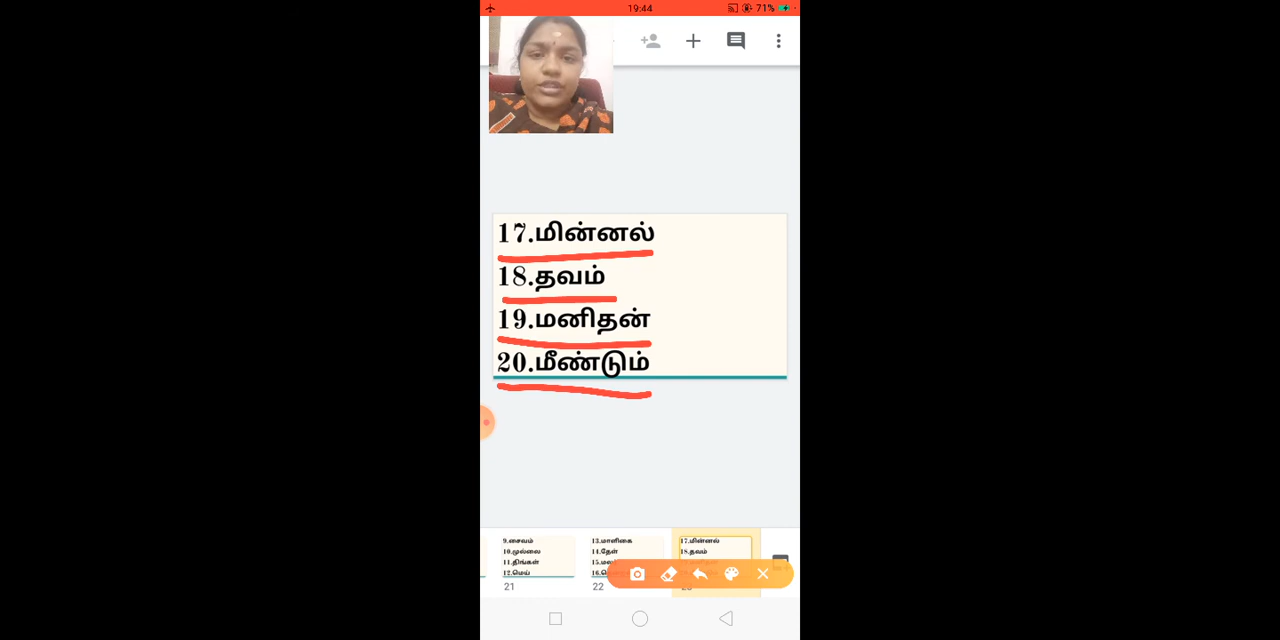 19:44
71%
17.மின்னல்
18.தவம்
19.மனிதன்
20.மீண்டும்
9.சைவம்
10.முல்லை
11.திங்கள்
12.மெய்
21
13.மாளிகை
14.தேள்
22
17.மின்னல்
18.தவம்